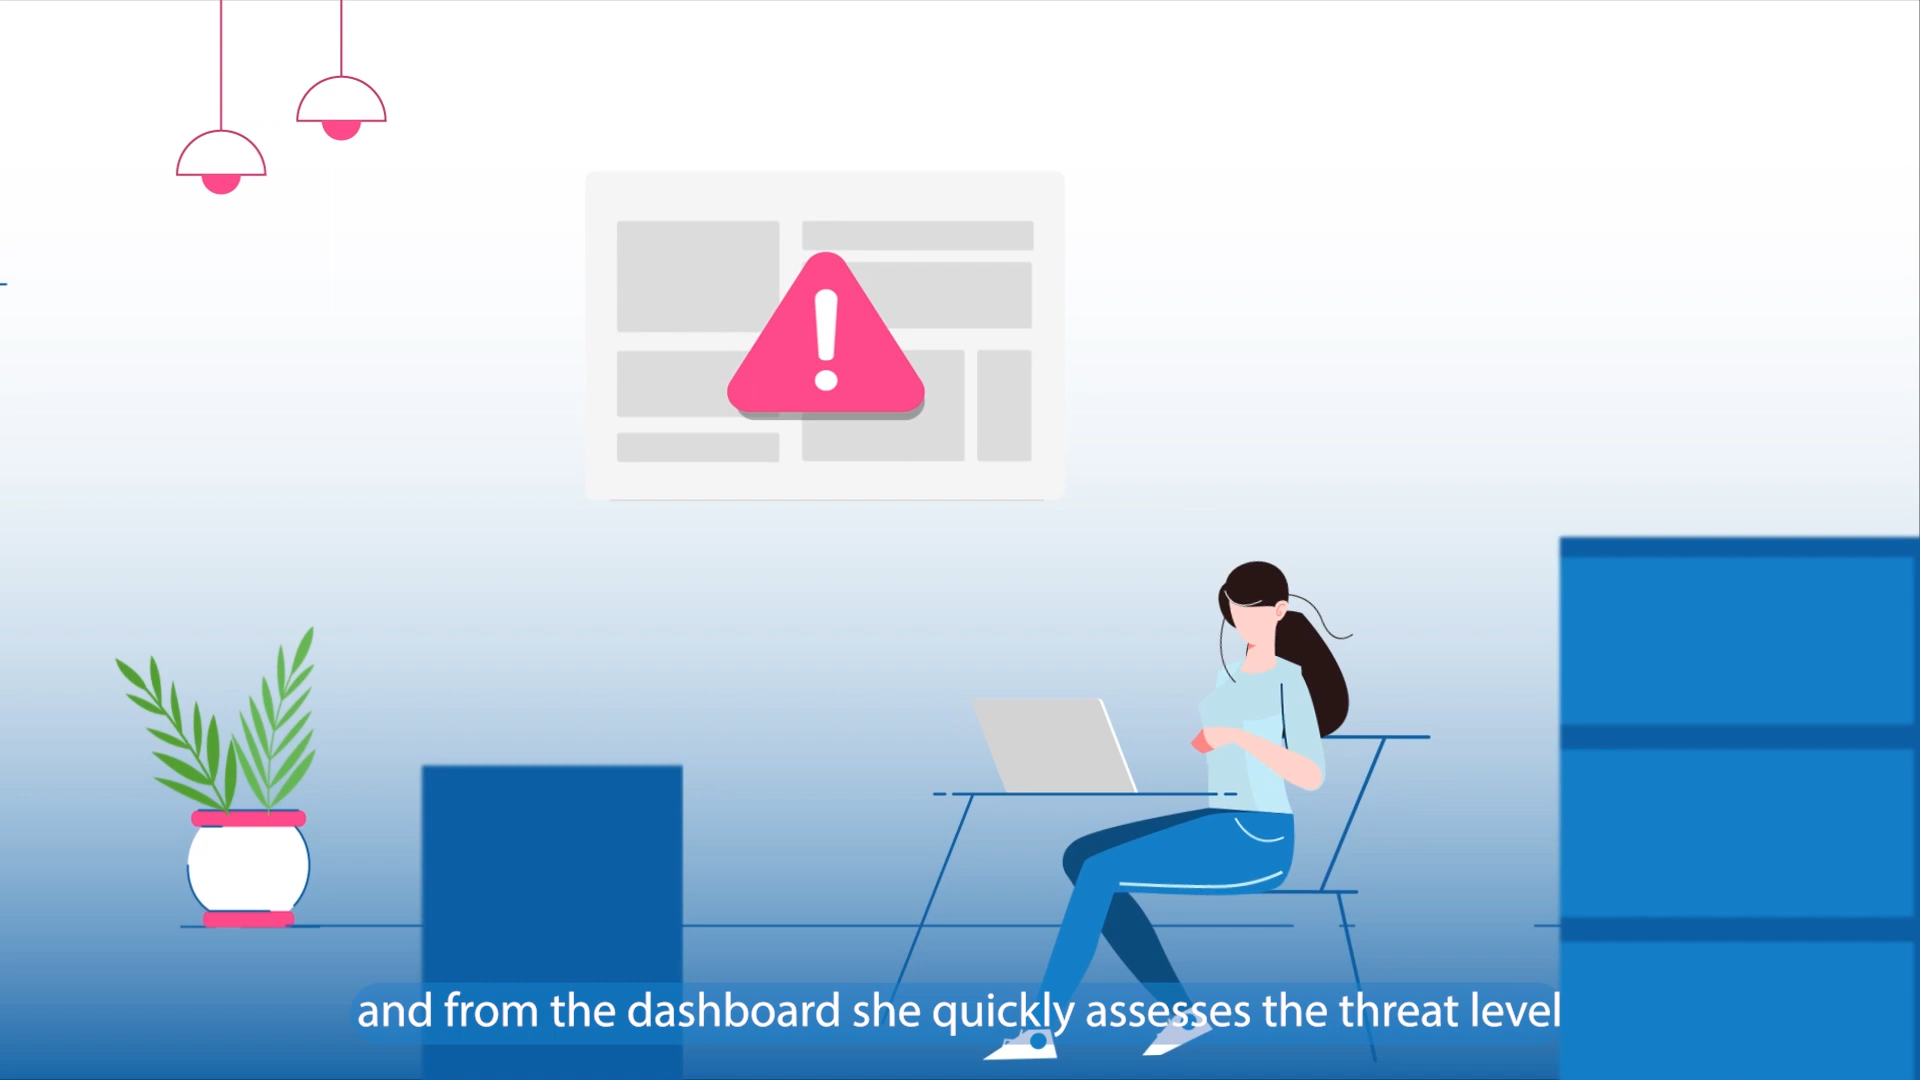 and from the dashboard she quickly assesses the threat level